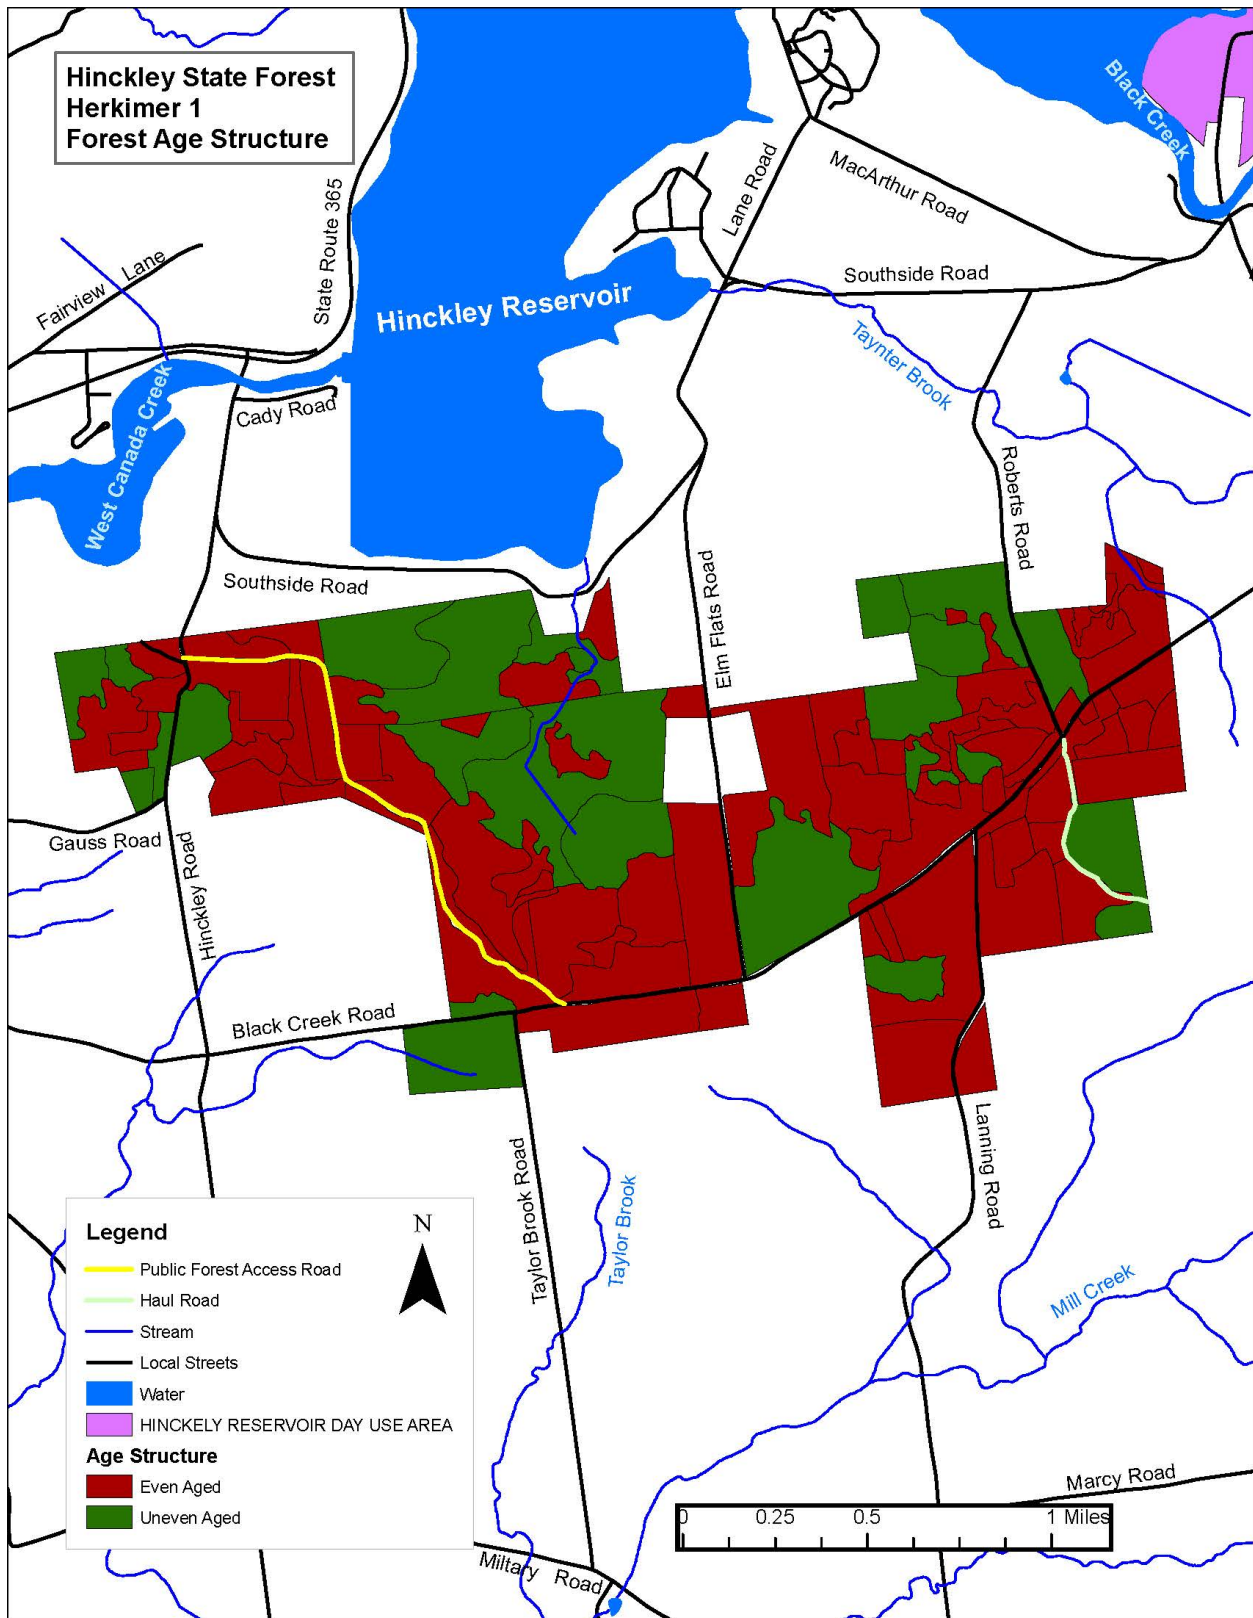 Hinckley State Forest
Herkimer 1
Forest Age Structure
Black Creek
MacArthur Road
Lane Road
State Route 365
Fairview Lane
Southside Road
Hinckley Reservoir
Taynter Brook
Cady Road
West Canada Creek
Roberts Road
Southside Road
Elm Flats Road
Gauss Road
Hinckley Road
Black Creek Road
Lanning Road
Taylor Brook Road
Taylor Brook
Mill Creek
Legend
N
Public Forest Access Road
Haul Road
Stream
Local Streets
Water
HINCKELY RESERVOIR DAY USE AREA
Age Structure
Even Aged
Uneven Aged
Marcy Road
0 0.25 0.5 1 Miles
Miltary Road